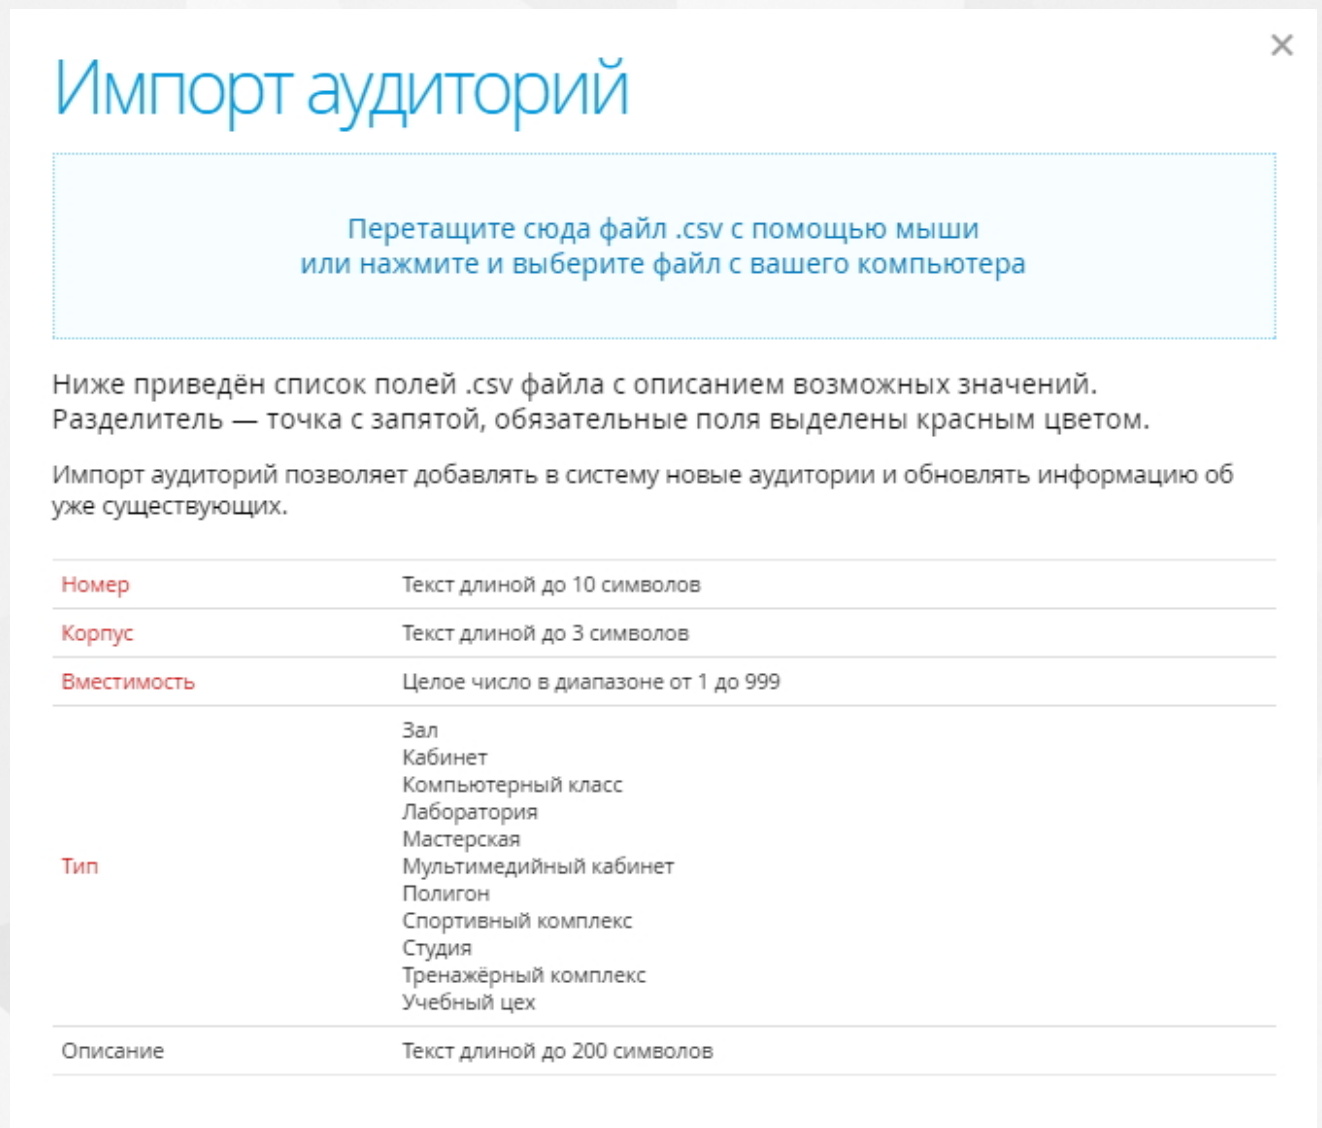 Импорт аудиторий
Перетащите сюда файл .csv с помощью мыши
или нажмите и выберите файл с вашего компьютера
Ниже приведён список полей .csv файла с описанием возможных значений.
Разделитель — точка с запятой, обязательные поля выделены красным цветом.
Импорт аудиторий позволяет добавлять в систему новые аудитории и обновлять информацию об
уже существующих.
Номер Текст длиной до 10 символов
Корпус Текст длиной до 3 символов
Вместимость Целое число в диапазоне от 1 до 999
Зал
Кабинет
Компьютерный класс
Лаборатория
Мастерская
Тип Мультимедийный кабинет
Полигон
Спортивный комплекс
Студия
Тренажёрный комплекс
Учебный цех
Описание Текст длиной до 200 символов